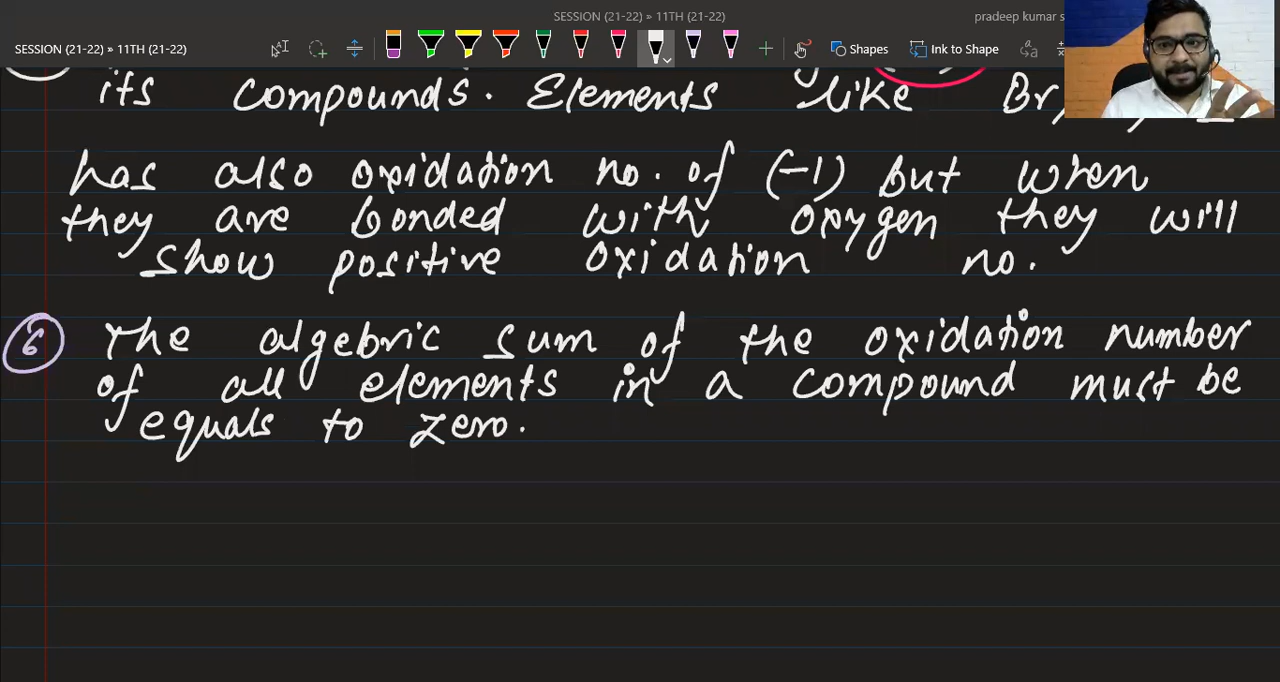 SESSION (21-22) » 11TH (21-22)
pradeep kumar s
SESSION (21-22) » 11TH (21-22)
Shapes
Ink to Shape
its compounds. Elements like Br,
has also oxidation no. of (-1) but when
they are bonded with oxygen they will
show positive oxidation no.
6 The algebric sum of the oxidation number
of all elements in a compound must be
equals to zero.